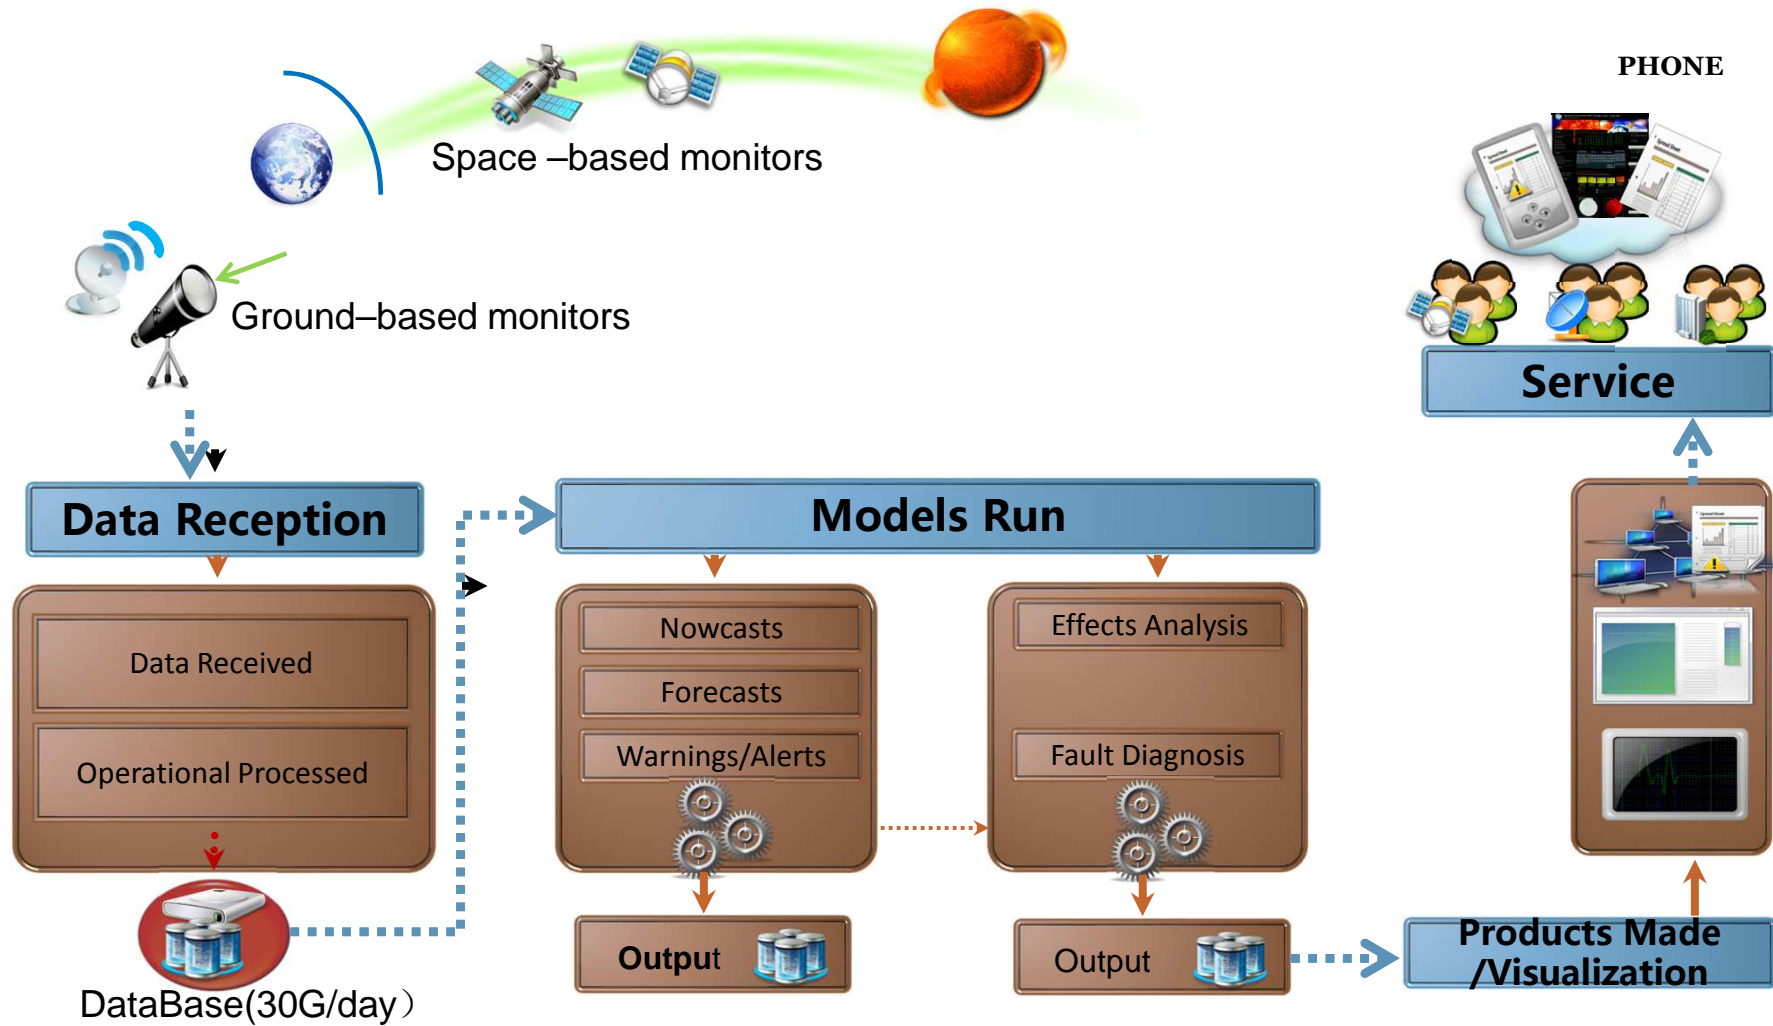 PHONE
Space –based monitors
Ground–based monitors
Service
Data Reception
Models Run
Data Received
Operational Processed
Nowcasts
Forecasts
Warnings/Alerts
Effects Analysis
Fault Diagnosis
Output
Output
Products Made
/Visualization
DataBase(30G/day）